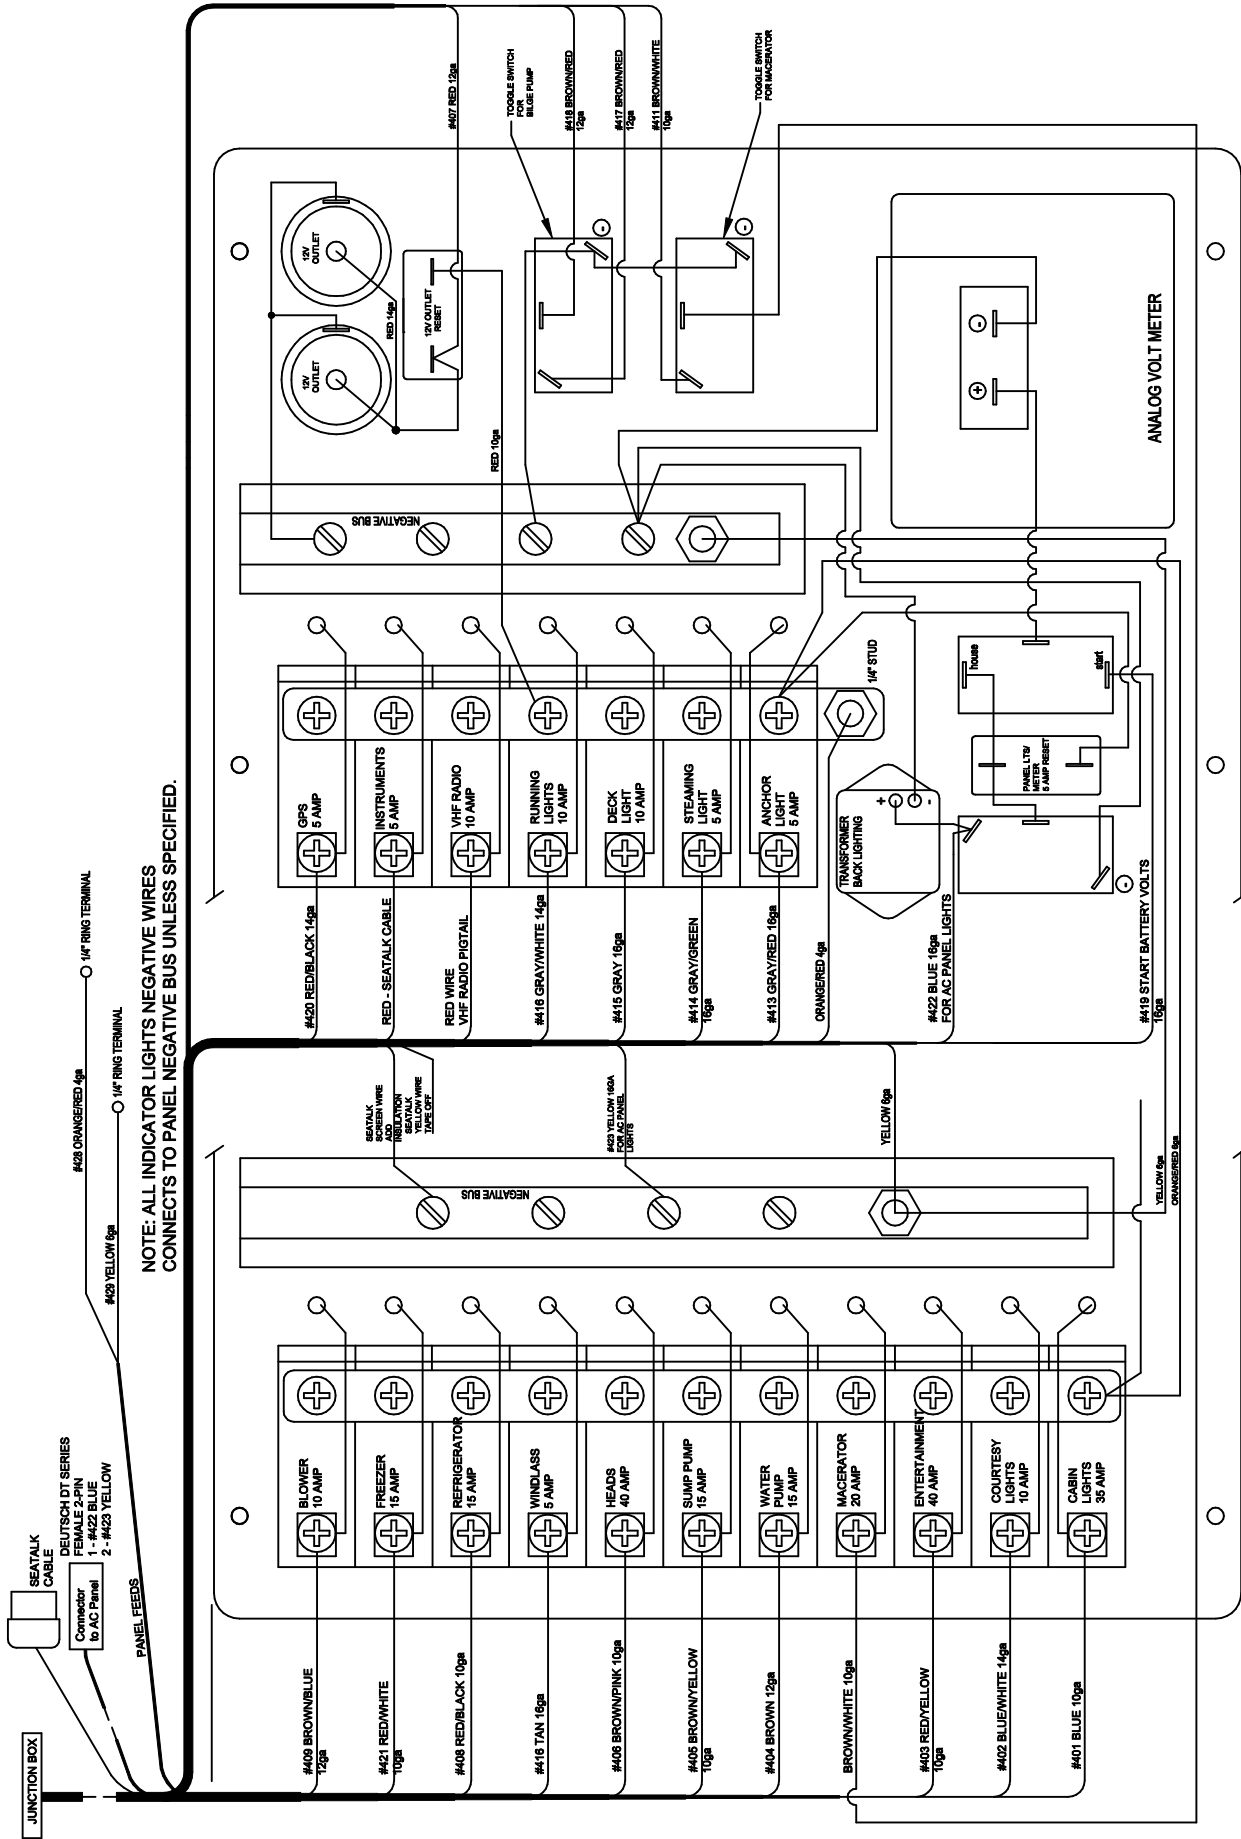 JUNCTION BOX
SEATALK
CABLE
DEUTSCH DT SERIES
FEMALE 2-PIN
1 - #422 BLUE
2 - #423 YELLOW
Connector
to AC Panel
PANEL FEEDS
#428 ORANGE/RED 4ga
1/4" RING TERMINAL
#429 YELLOW 6ga
1/4" RING TERMINAL
NOTE: ALL INDICATOR LIGHTS NEGATIVE WIRES
CONNECTS TO PANEL NEGATIVE BUS UNLESS SPECIFIED.
#409 BROWN/BLUE
12ga
#421 RED/WHITE
10ga
#408 RED/BLACK 10ga
#416 TAN 16ga
#406 BROWN/PINK 10ga
#405 BROWN/YELLOW
10ga
#404 BROWN 12ga
BROWN/WHITE 10ga
#403 RED/YELLOW
10ga
#402 BLUE/WHITE 14ga
#401 BLUE 10ga
BLOWER
10 AMP
FREEZER
15 AMP
REFRIGERATOR
15 AMP
WINDLASS
5 AMP
HEADS
40 AMP
SUMP PUMP
15 AMP
WATER
PUMP
15 AMP
MACERATOR
20 AMP
ENTERTAINMENT
40 AMP
COURTESY
LIGHTS
10 AMP
CABIN
LIGHTS
35 AMP
NEGATIVE BUS
SEATALK
SCREEN WIRE
ADD
INSULATION
SEATALK
YELLOW WIRE
TAPE OFF
#423 YELLOW 16GA
FOR AC PANEL
LIGHTS
YELLOW 6ga
YELLOW 6ga
ORANGE/RED 8ga
#420 RED/BLACK 14ga
RED - SEATALK CABLE
RED WIRE
VHF RADIO PIGTAIL
#416 GRAY/WHITE 14ga
#415 GRAY 16ga
#414 GRAY/GREEN
16ga
#413 GRAY/RED 16ga
ORANGE/RED 4ga
#422 BLUE 16ga
FOR AC PANEL LIGHTS
#419 START BATTERY VOLTS
16ga
GPS
5 AMP
INSTRUMENTS
5 AMP
VHF RADIO
10 AMP
RUNNING
LIGHTS
10 AMP
DECK
LIGHT
10 AMP
STEAMING
LIGHT
5 AMP
ANCHOR
LIGHT
5 AMP
1/4" STUD
TRANSFORMER
BACK LIGHTING
+
-
PANEL LTS/
METER
5 AMP RESET
house
start
-
NEGATIVE BUS
RED 10ga
12V
OUTLET
12V
OUTLET
RED 14ga
12V OUTLET
RESET
#407 RED 12ga
TOGGLE SWITCH
FOR
BILGE PUMP
#418 BROWN/RED
12ga
#417 BROWN/RED
12ga
#411 BROWN/WHITE
10ga
TOGGLE SWITCH
FOR MACERATOR
-
-
+
-
ANALOG VOLT METER